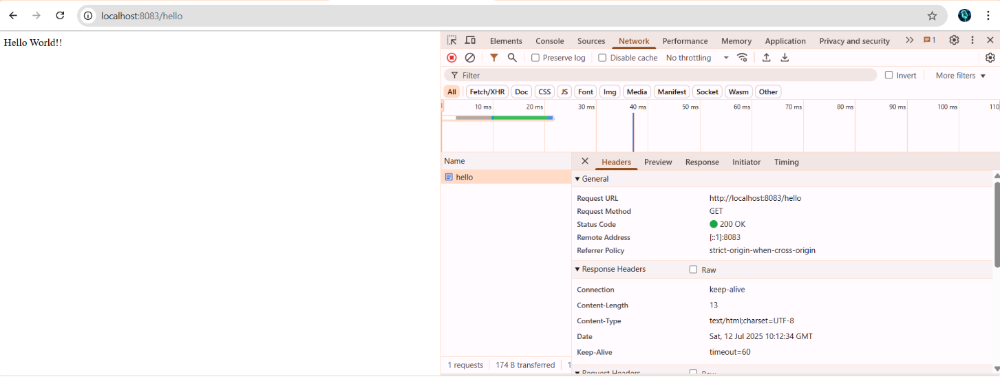 localhost:8083/hello
Hello World!!
Elements Console Sources Network Performance Memory Application Privacy and security 1
Preserve log Disable cache No throttling
Filter Invert More filters
All Fetch/XHR Doc CSS JS Font Img Media Manifest Socket Wasm Other
10 ms 20 ms 30 ms 40 ms 50 ms 60 ms 70 ms 80 ms 90 ms 100 ms 110
Name
hello
Headers Preview Response Initiator Timing
General
Request URL http://localhost:8083/hello
Request Method GET
Status Code 200 OK
Remote Address [::1]:8083
Referrer Policy strict-origin-when-cross-origin
Response Headers Raw
Connection keep-alive
Content-Length 13
Content-Type text/html;charset=UTF-8
Date Sat, 12 Jul 2025 10:12:34 GMT
Keep-Alive timeout=60
Request Headers Raw
1 requests 174 B transferred 1